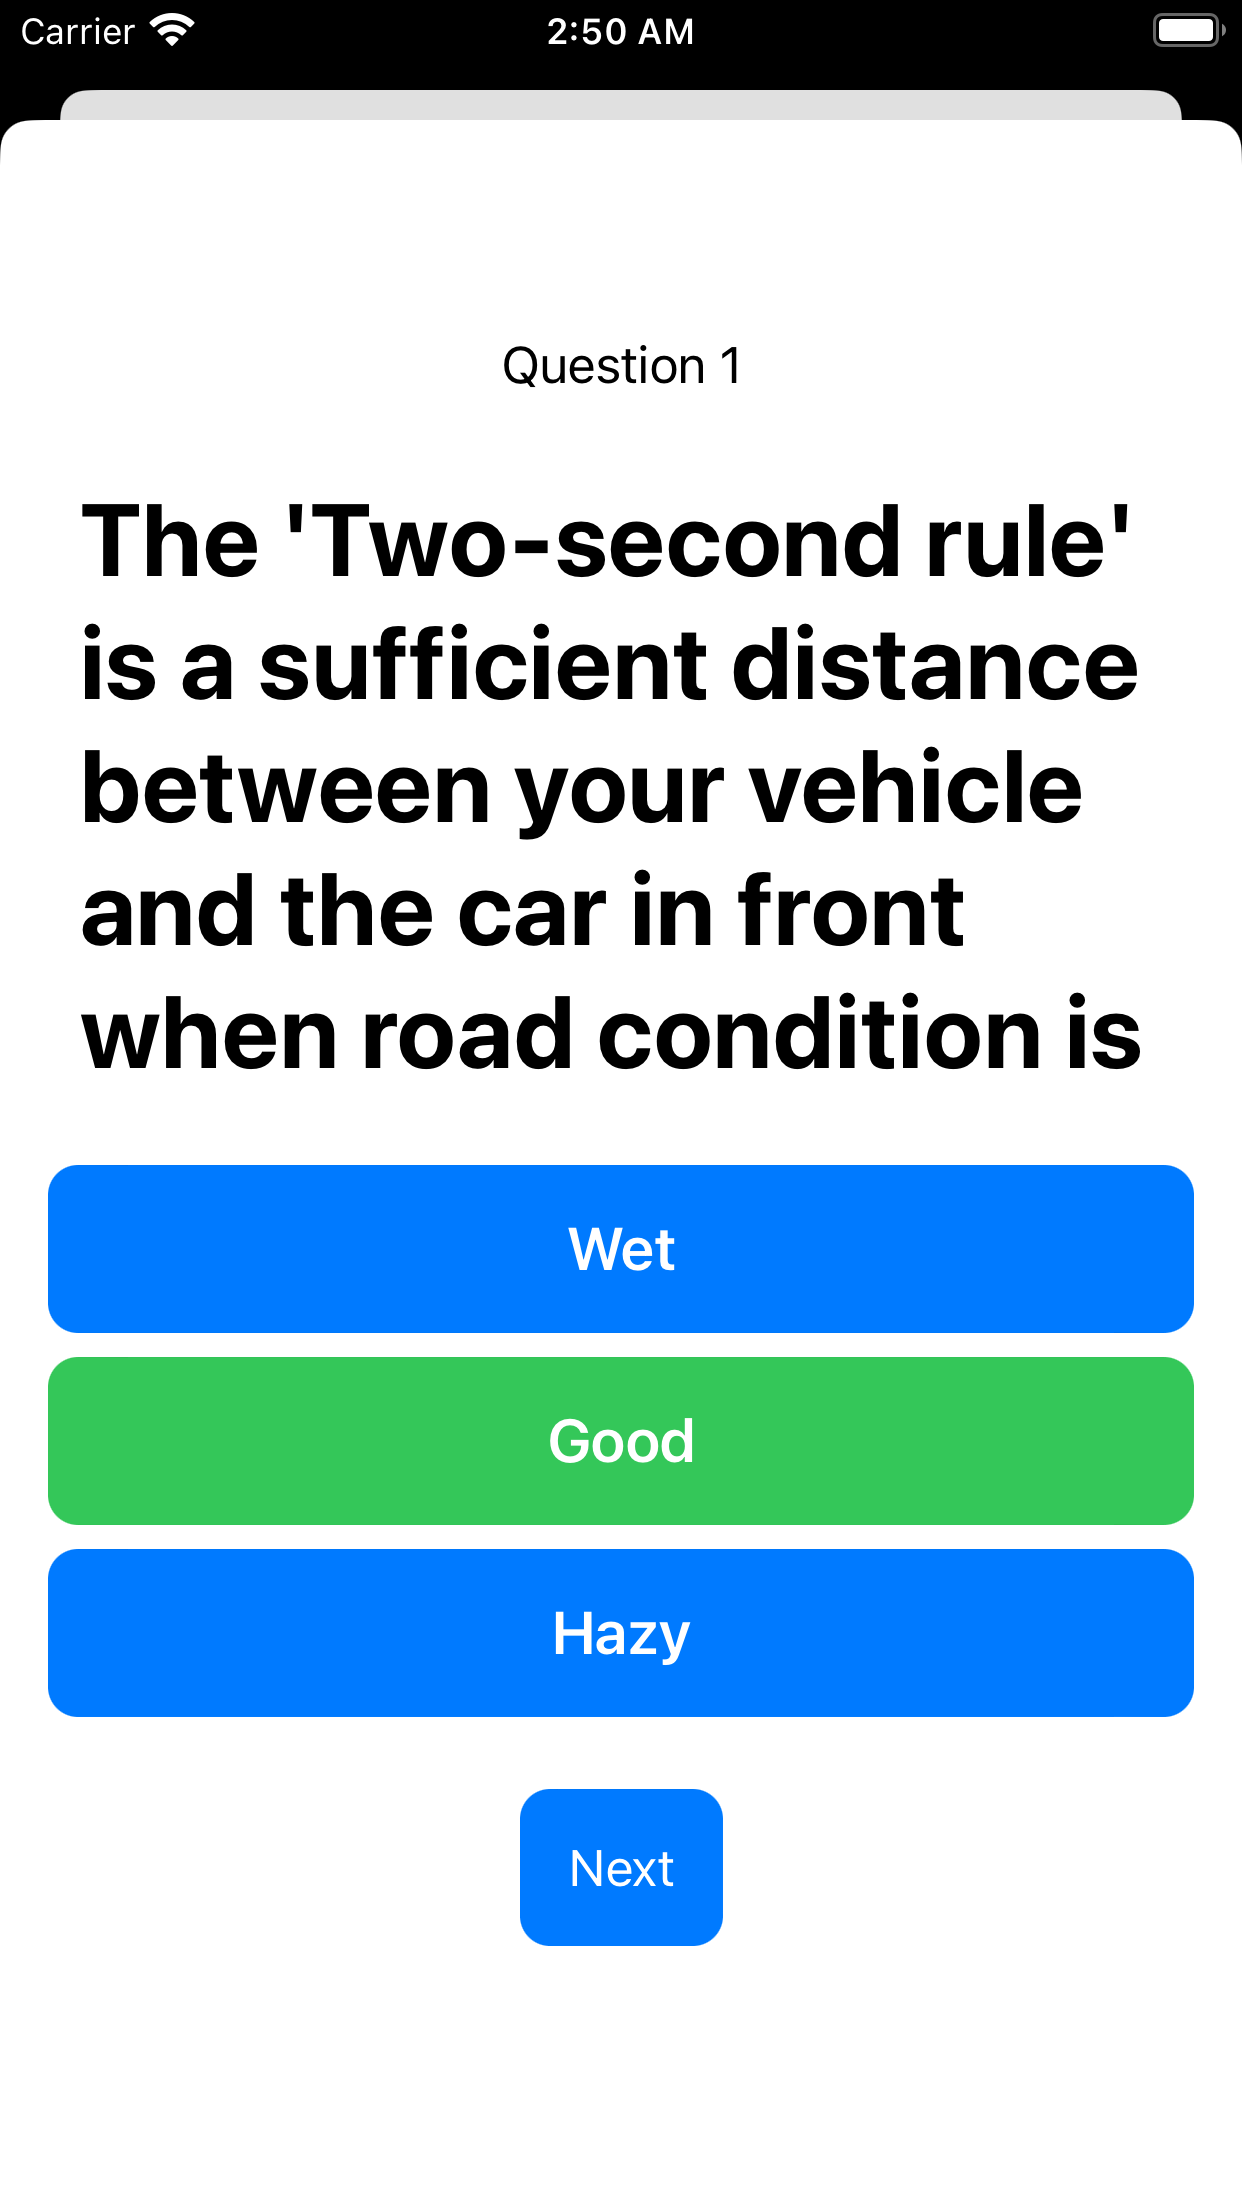 Carrier 2:50 AM
Question 1
The 'Two-second rule'
is a sufficient distance
between your vehicle
and the car in front
when road condition is
Wet
Good
Hazy
Next